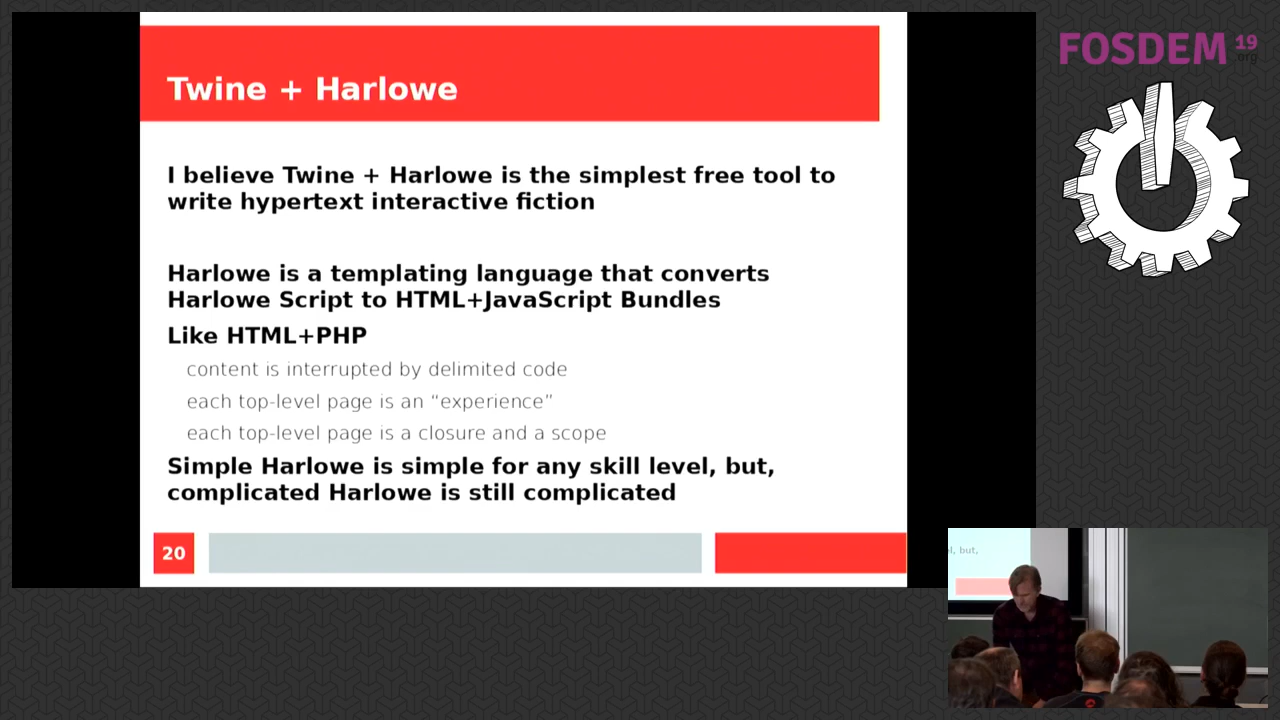 Twine + Harlowe
I believe Twine + Harlowe is the simplest free tool to
write hypertext interactive fiction
Harlowe is a templating language that converts
Harlowe Script to HTML+JavaScript Bundles
Like HTML+PHP
content is interrupted by delimited code
each top-level page is an “experience”
each top-level page is a closure and a scope
Simple Harlowe is simple for any skill level, but,
complicated Harlowe is still complicated
20
FOSDEM 19
.org
l, but,